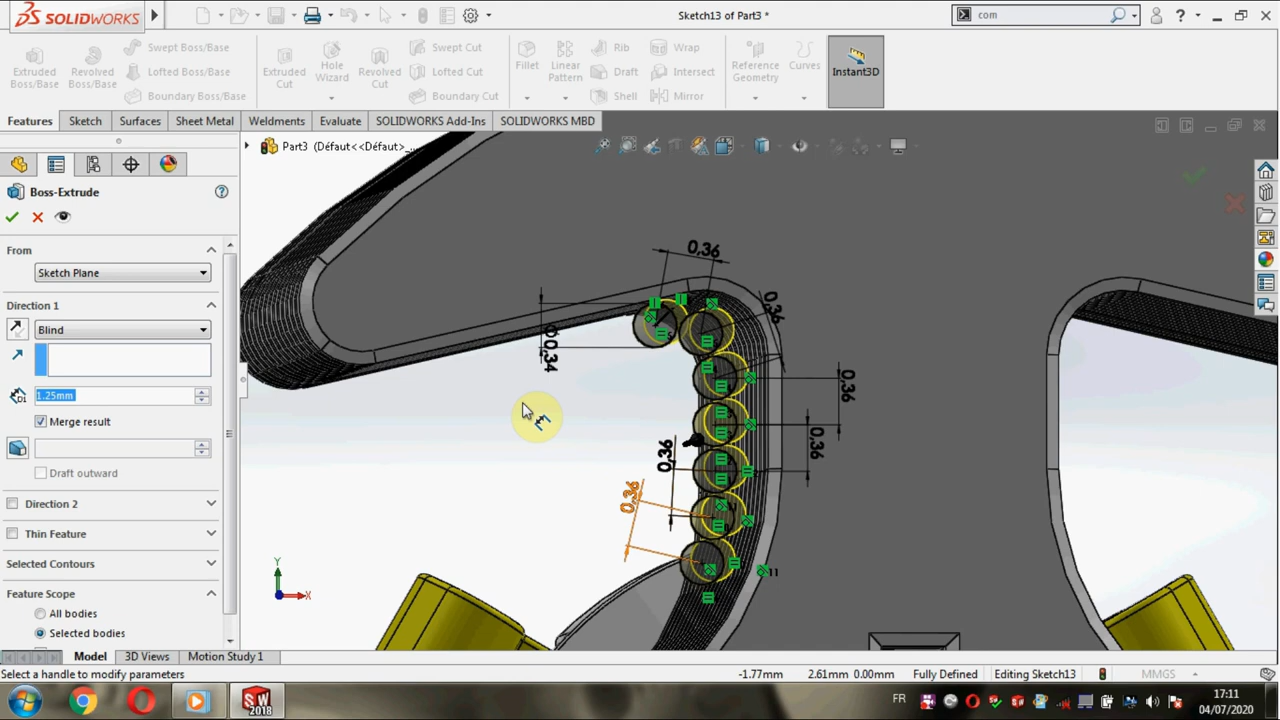 SOLIDWORKS
Sketch13 of Part3 *
com
Extruded Boss/Base
Revolved Boss/Base
Swept Boss/Base
Lofted Boss/Base
Boundary Boss/Base
Extruded Cut
Hole Wizard
Revolved Cut
Swept Cut
Lofted Cut
Boundary Cut
Fillet
Linear Pattern
Rib
Draft
Shell
Wrap
Intersect
Mirror
Reference Geometry
Curves
Instant3D
Features
Sketch
Surfaces
Sheet Metal
Weldments
Evaluate
SOLIDWORKS Add-Ins
SOLIDWORKS MBD
Part3 (Défaut<<Défaut>_...
Boss-Extrude
From
Sketch Plane
Direction 1
Blind
1.25mm
Merge result
Draft outward
Direction 2
Thin Feature
Selected Contours
Feature Scope
All bodies
Selected bodies
0,36
0,36
0,34
0,36
0,36
0,36
0,36
11
Y
X
Model
3D Views
Motion Study 1
Select a handle to modify parameters
-1.77mm
2.61mm 0.00mm
Fully Defined
Editing Sketch13
MMGS
SW
2018
FR
17:11
04/07/2020